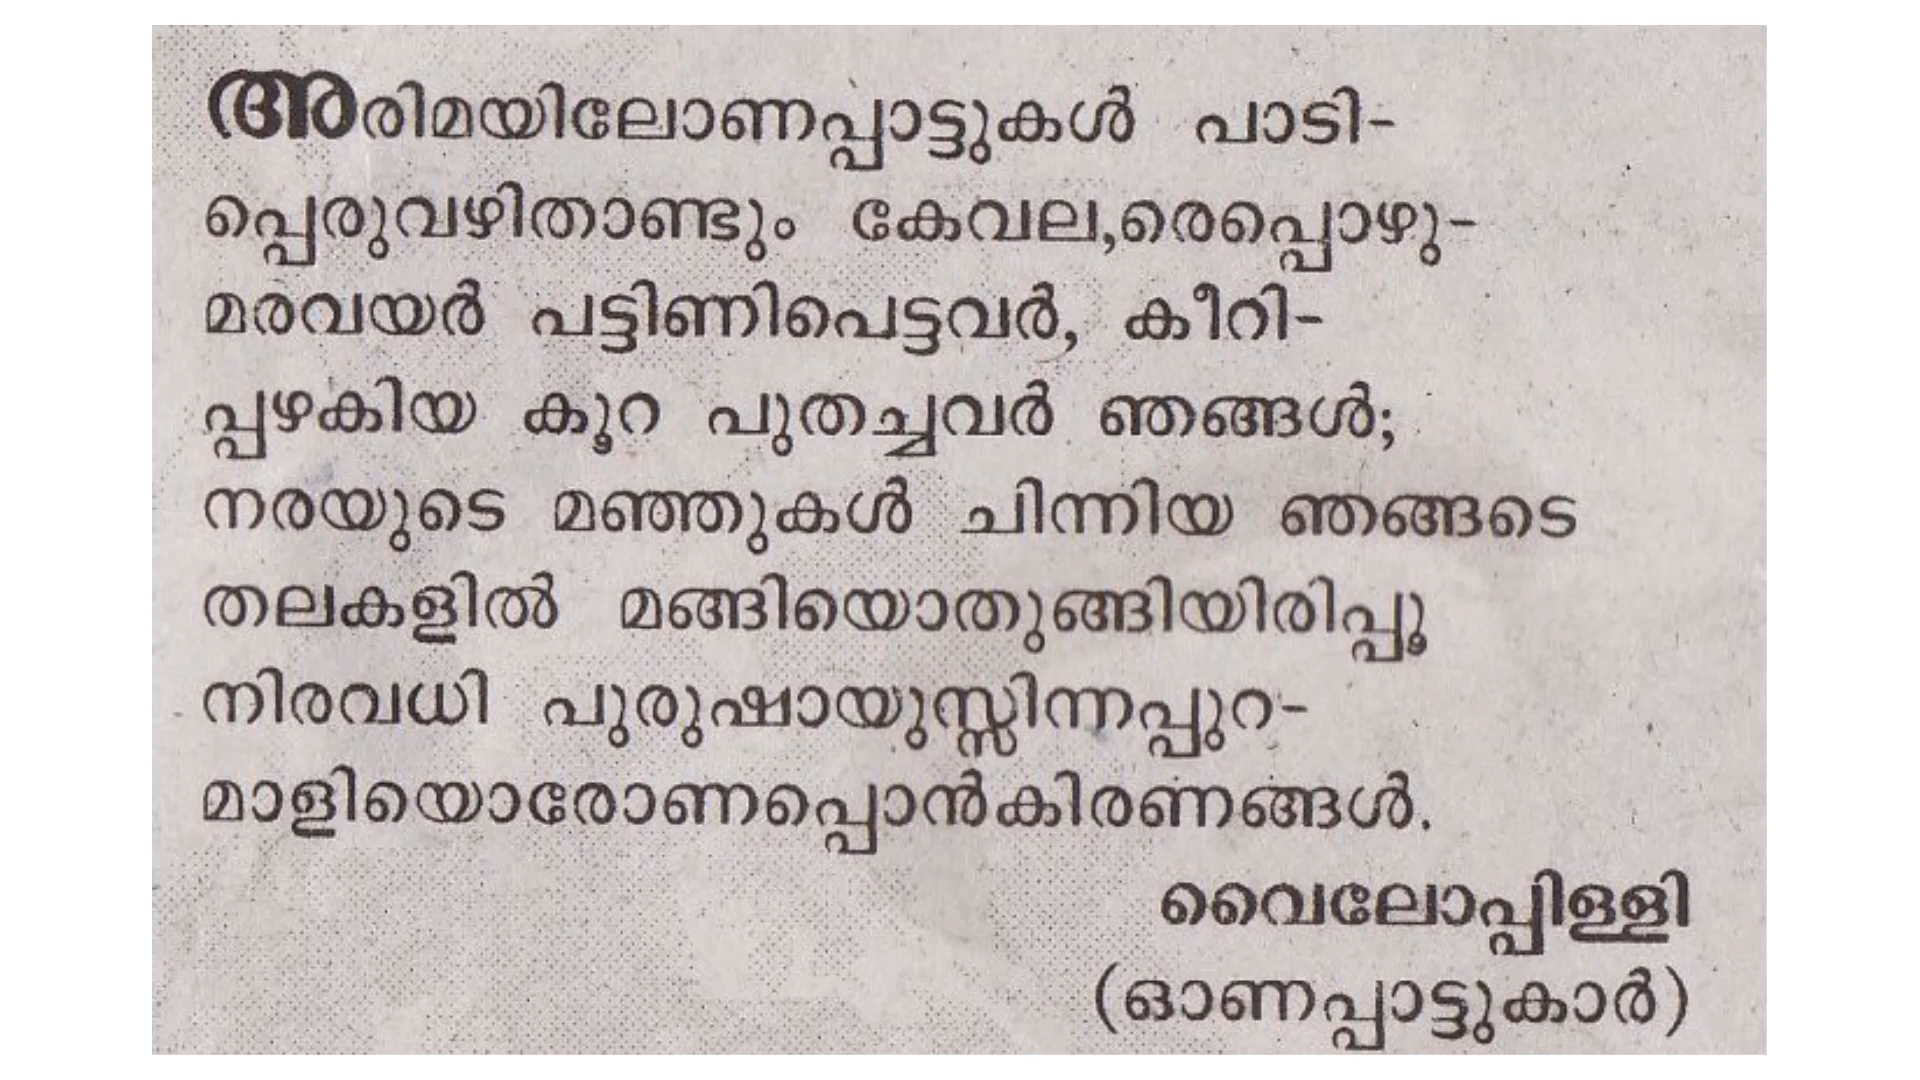 അരിമയിലോണപ്പാട്ടുകൾ പാടി-
പ്പെരുവഴിതാണ്ടും കേവല,രെപ്പൊഴു-
മരവയർ പട്ടിണിപെട്ടവർ, കീറി-
പ്പഴകിയ കൂറ പുതച്ചവർ ഞങ്ങൾ;
നരയുടെ മഞ്ഞുകൾ ചിന്നിയ ഞങ്ങടെ
തലകളിൽ മങ്ങിയൊതുങ്ങിയിരിപ്പൂ
നിരവധി പുരുഷായുസ്സിന്നപ്പുറ-
മാളിയൊരോണപ്പൊൻകിരണങ്ങൾ.
വൈലോപ്പിള്ളി
(ഓണപ്പാട്ടുകാർ)